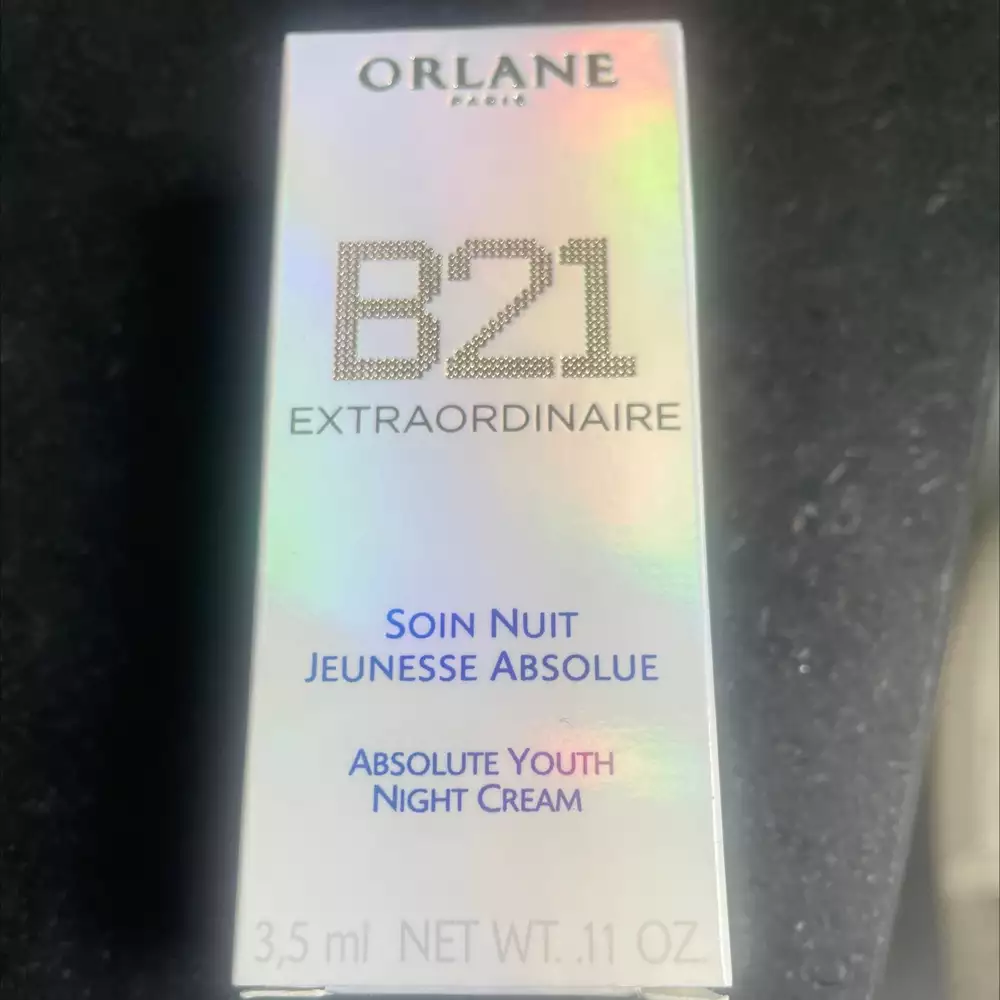 ORLANE
PARIS
B21
EXTRAORDINAIRE
SOIN NUIT
JEUNESSE ABSOLUE
ABSOLUTE YOUTH
NIGHT CREAM
3,5 ml NET WT. .11 OZ.